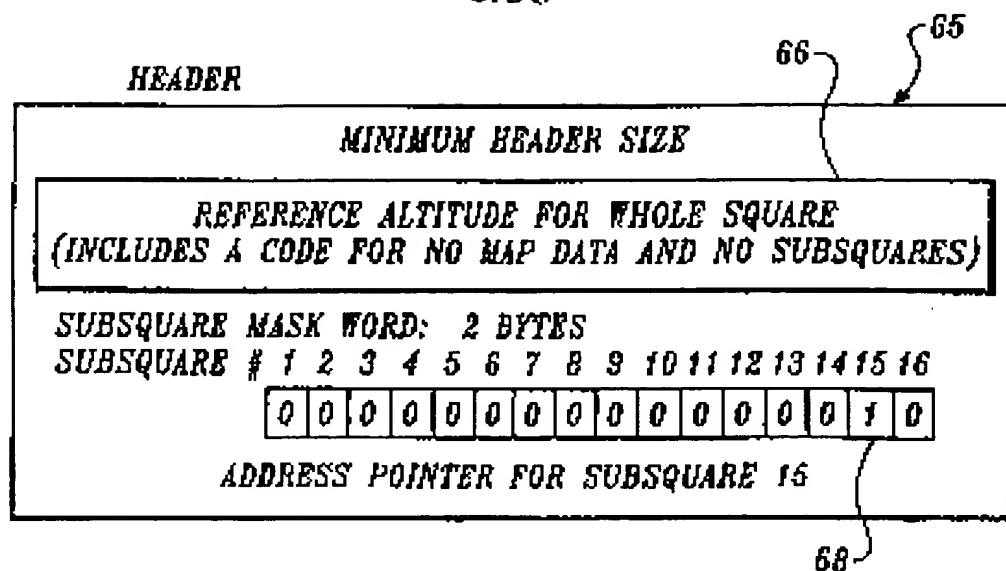 65
66
HEADER
MINIMUM HEADER SIZE
REFERENCE ALTITUDE FOR WHOLE SQUARE
(INCLUDES A CODE FOR NO MAP DATA AND NO SUBSQUARES)
SUBSQUARE MASK WORD: 2 BYTES
SUBSQUARE # 1 2 3 4 5 6 7 8 9 10 11 12 13 14 15 16
0 0 0 0 0 0 0 0 0 0 0 0 0 0 1 0
ADDRESS POINTER FOR SUBSQUARE 15
68